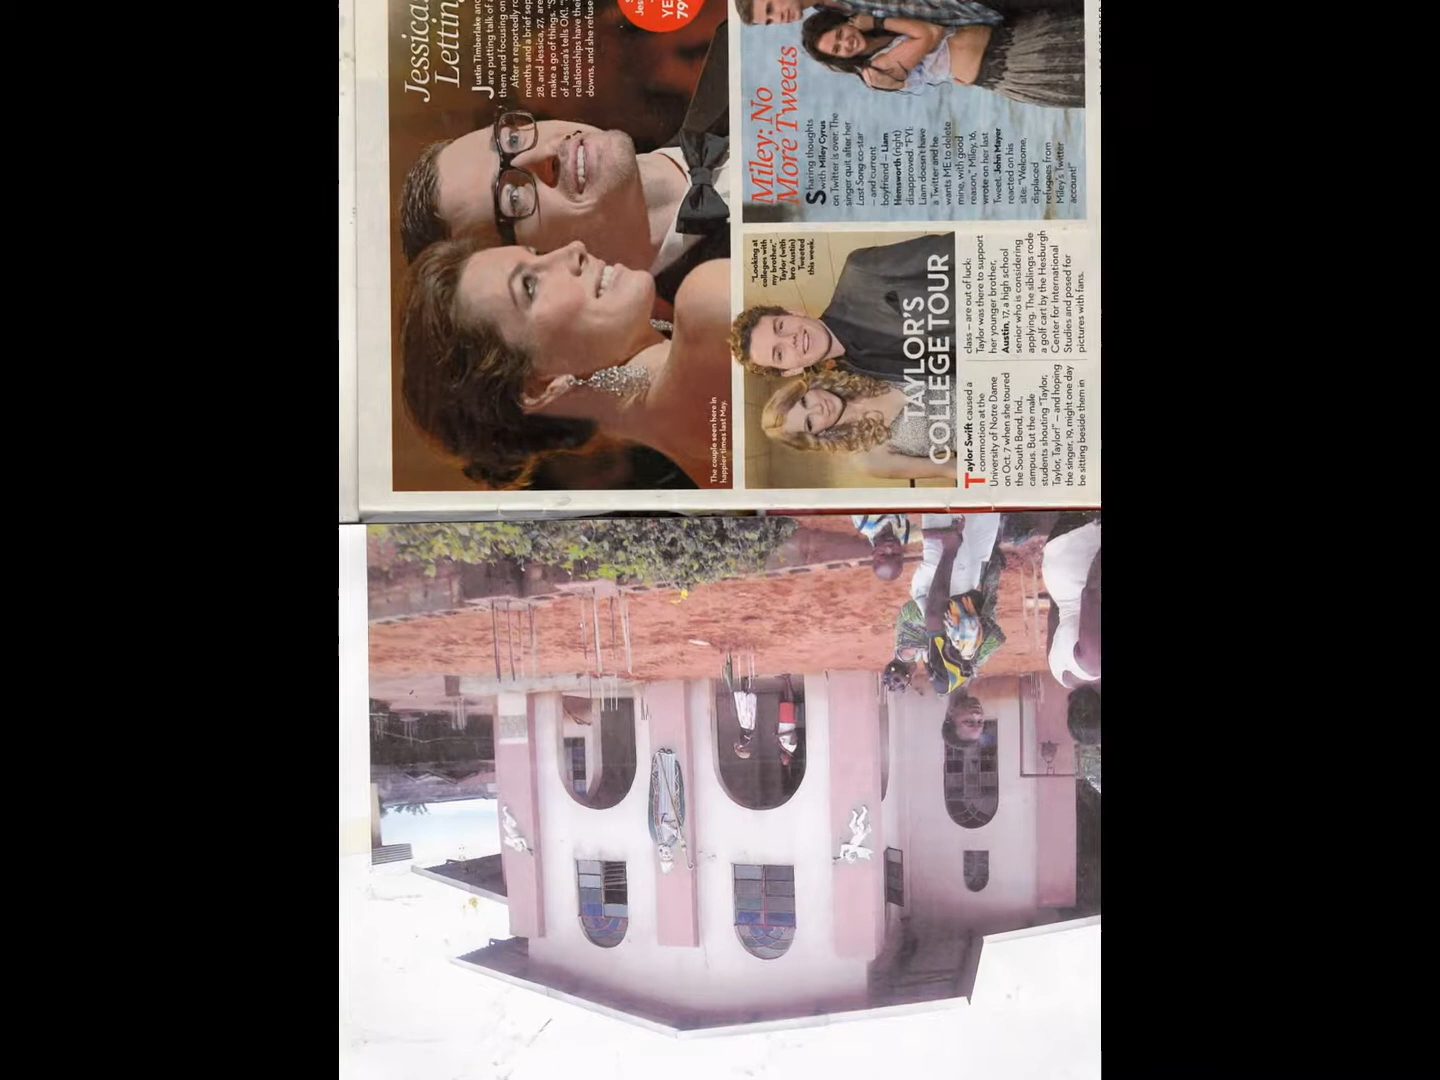 Jessica
Letting
Justin Timberlake and
are putting talk of a
them and focusing on
After a reportedly ro
months and a brief sep
28, and Jessica, 27, are
make a go of things. "S
of Jessica's tells OK!. "
relationships have thei
downs, and she refuse
Jes
YE
79
The couple seen here in
happier times last May.
Miley: No
More Tweets
Sharing thoughts
with Miley Cyrus
on Twitter is over. The
singer quit after her
Last Song co-star
– and current
boyfriend – Liam
Hemsworth (right)
disapproved. "FYI:
Liam doesn't have
a Twitter and he
wants ME to delete
mine, with good
reason," Miley, 16,
wrote on her last
Tweet. John Mayer
reacted on his
site: "Welcome,
displaced
refugees from
Miley's Twitter
account!"
"Looking at
colleges with
my brother,"
Taylor (with
bro Austin)
Tweeted
this week.
TAYLOR'S
COLLEGE TOUR
Taylor Swift caused a
commotion at the
University of Notre Dame
on Oct. 7 when she toured
the South Bend, Ind.,
campus. But the male
students shouting "Taylor,
Taylor, Taylor!" – and hoping
the singer, 19, might one day
be sitting beside them in
class – are out of luck:
Taylor was there to support
her younger brother,
Austin, 17, a high school
senior who is considering
applying. The siblings rode
a golf cart by the Hesburgh
Center for International
Studies and posed for
pictures with fans.